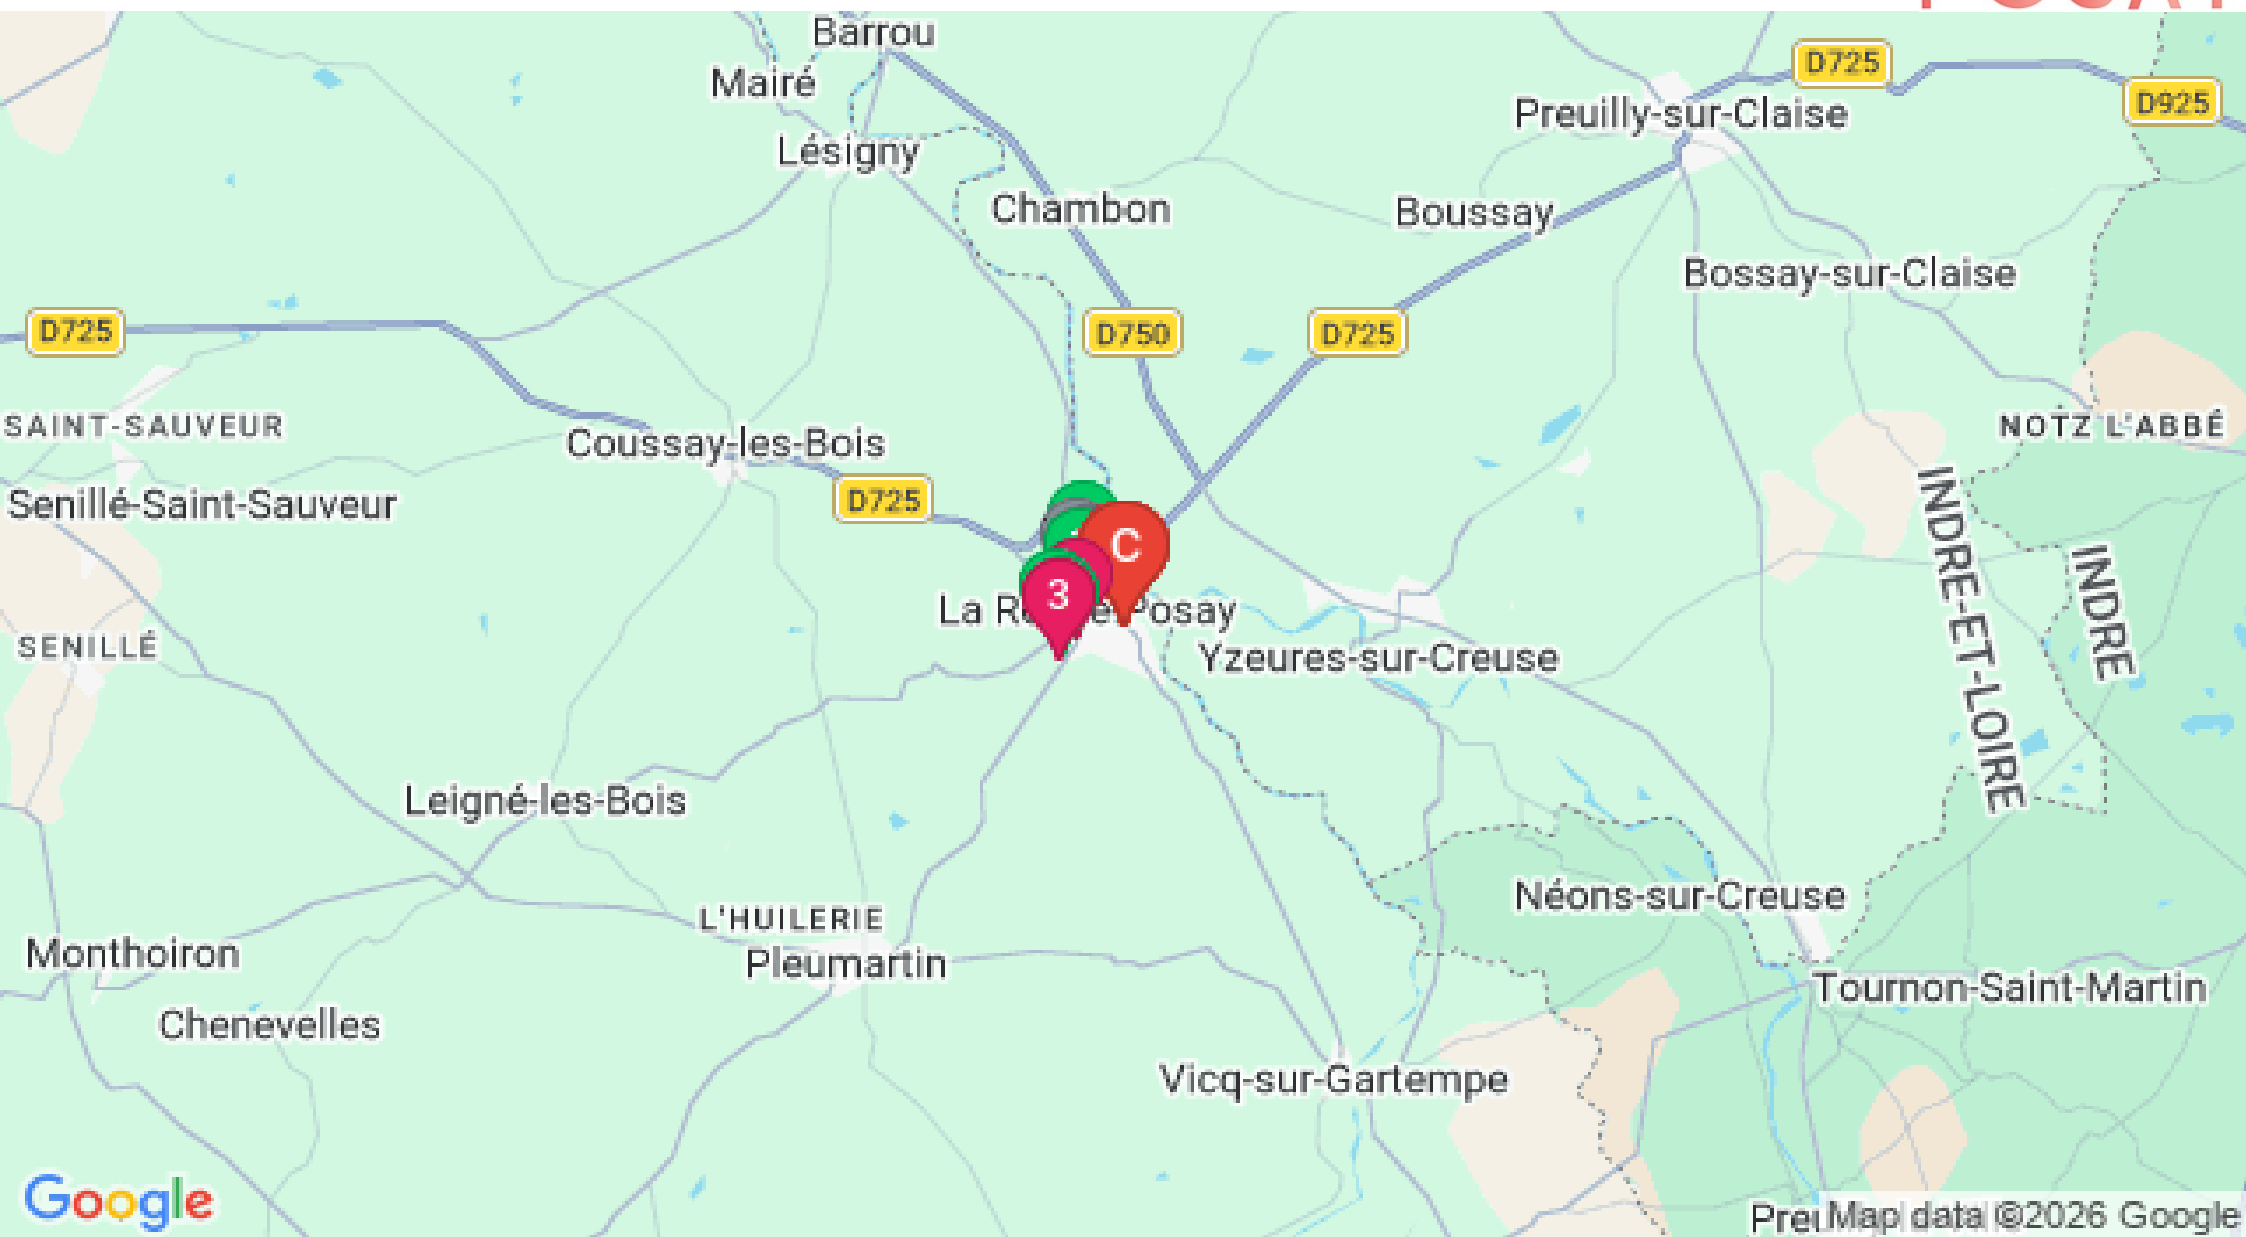 Barrou
Mairé
D725
D925
Preuilly-sur-Claise
Lésigny
Chambon
Boussay
Bossay-sur-Claise
D725
D750
D725
SAINT-SAUVEUR
Coussay-les-Bois
NOTZ L'ABBÉ
Senillé-Saint-Sauveur
D725
C
3
La R Posay
INDRE-ET-LOIRE
INDRE
SENILLÉ
Yzeures-sur-Creuse
Leigné-les-Bois
Néons-sur-Creuse
L'HUILERIE
Monthoiron
Pleumartin
Tournon-Saint-Martin
Chenevelles
Vicq-sur-Gartempe
Google
Map data ©2026 Google